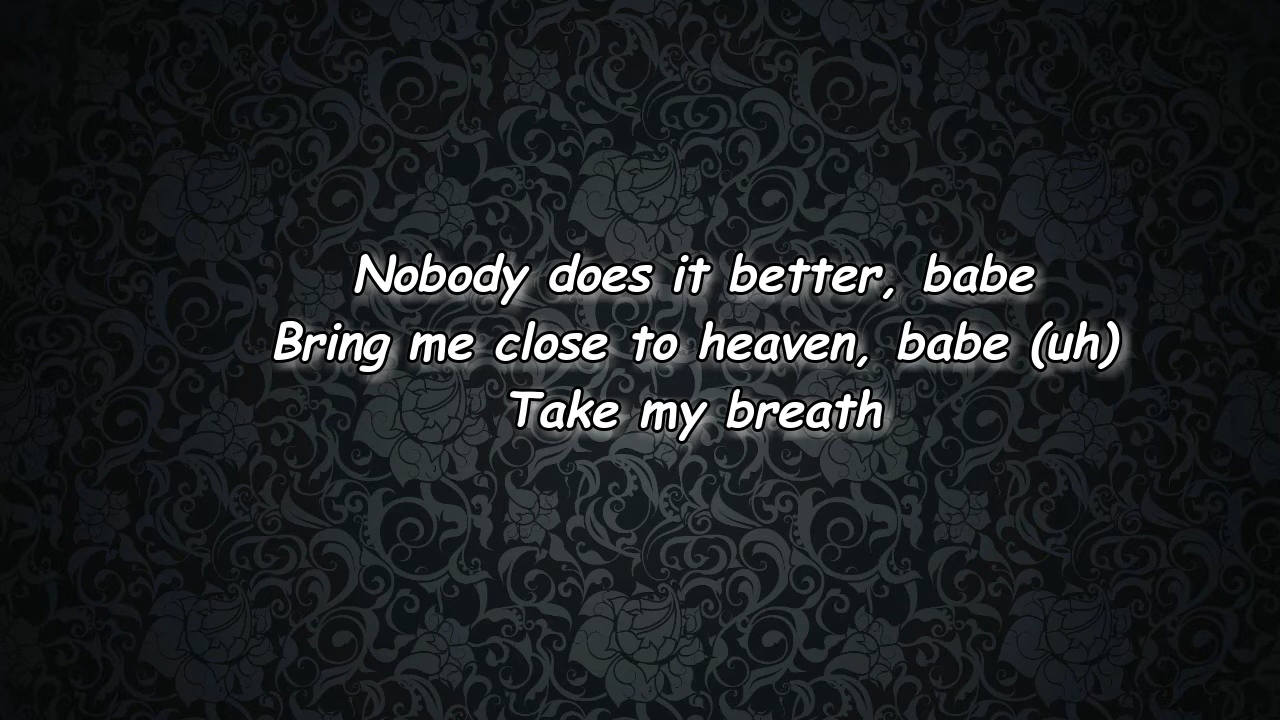 Nobody does it better, babe
Bring me close to heaven, babe (uh)
Take my breath